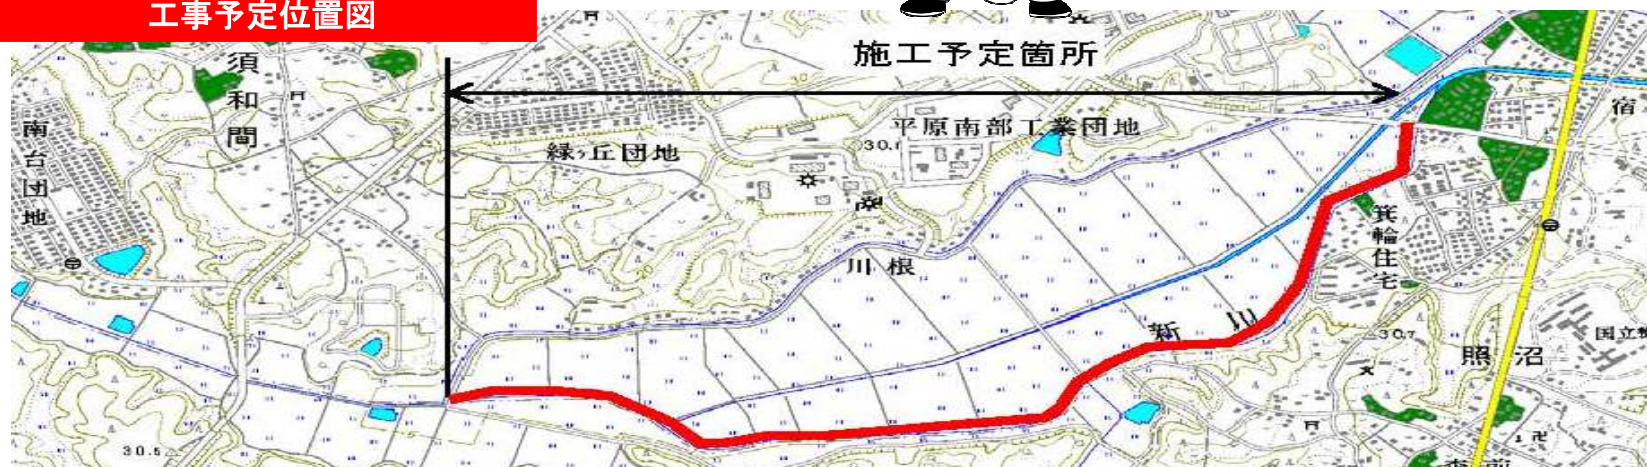 工事予定位置図
施工予定箇所
須和間
南台団地
緑ヶ丘団地
平原南部工業団地
30.1
川根
新川
箕輪住宅
宿
30.7
照沼
国立
30.5